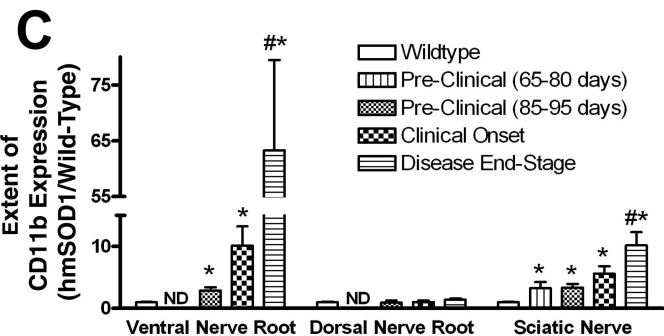 C
Extent of
CD11b Expression
(hmSOD1/Wild-Type)
75
65
55
10
0
#*
*
*
ND
ND
*
*
*
#*
Wildtype
Pre-Clinical (65-80 days)
Pre-Clinical (85-95 days)
Clinical Onset
Disease End-Stage
Ventral Nerve Root
Dorsal Nerve Root
Sciatic Nerve